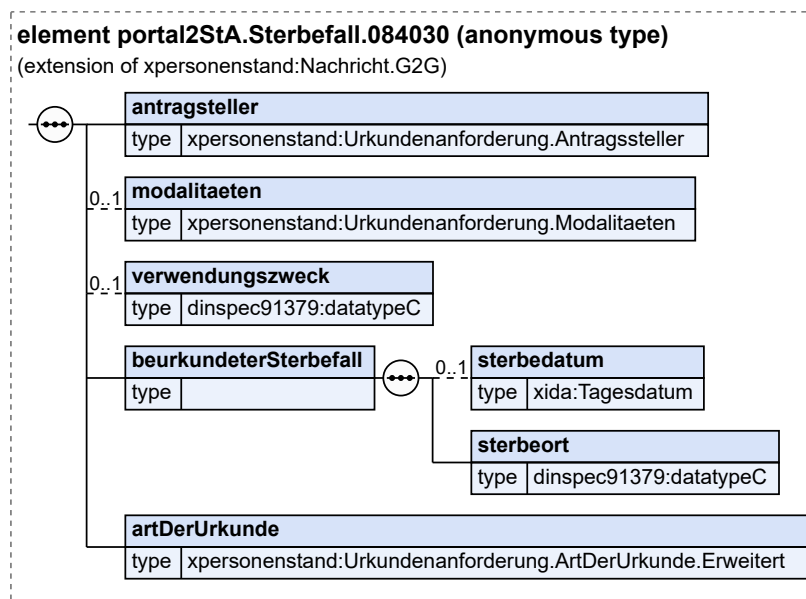 element portal2StA.Sterbefall.084030 (anonymous type)
(extension of xpersonenstand:Nachricht.G2G)
antragsteller
type xpersonenstand:Urkundenanforderung.Antragssteller
0..1 modalitaeten
type xpersonenstand:Urkundenanforderung.Modalitaeten
0..1 verwendungszweck
type dinspec91379:datatypeC
beurkundeterSterbefall
type
0..1 sterbedatum
type xida:Tagesdatum
sterbeort
type dinspec91379:datatypeC
artDerUrkunde
type xpersonenstand:Urkundenanforderung.ArtDerUrkunde.Erweitert